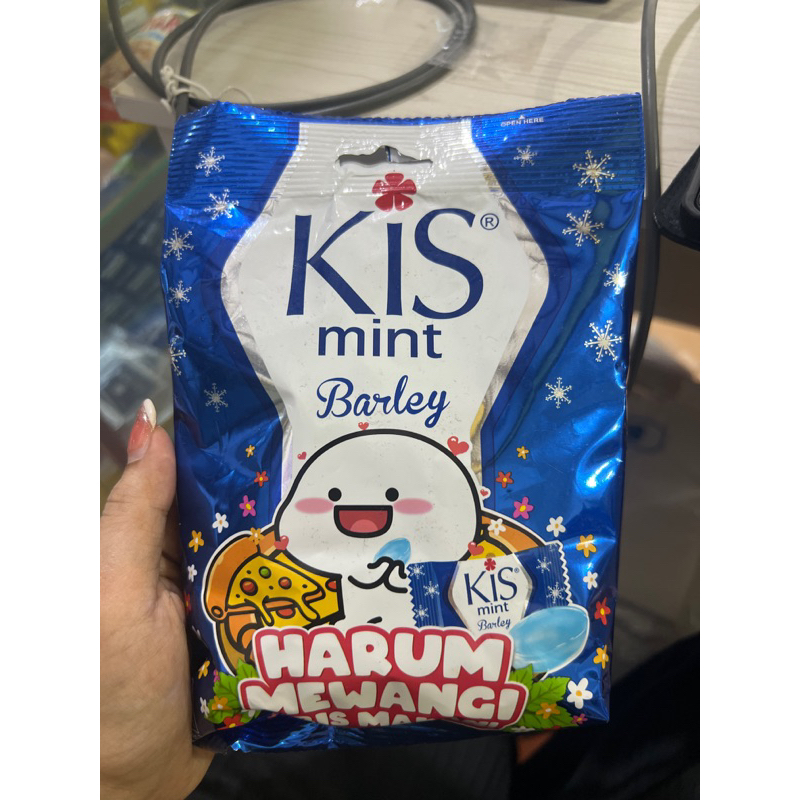 OPEN HERE
KIS®
mint
Barley
KIS
mint
Barley
HARUM
MEWANGI